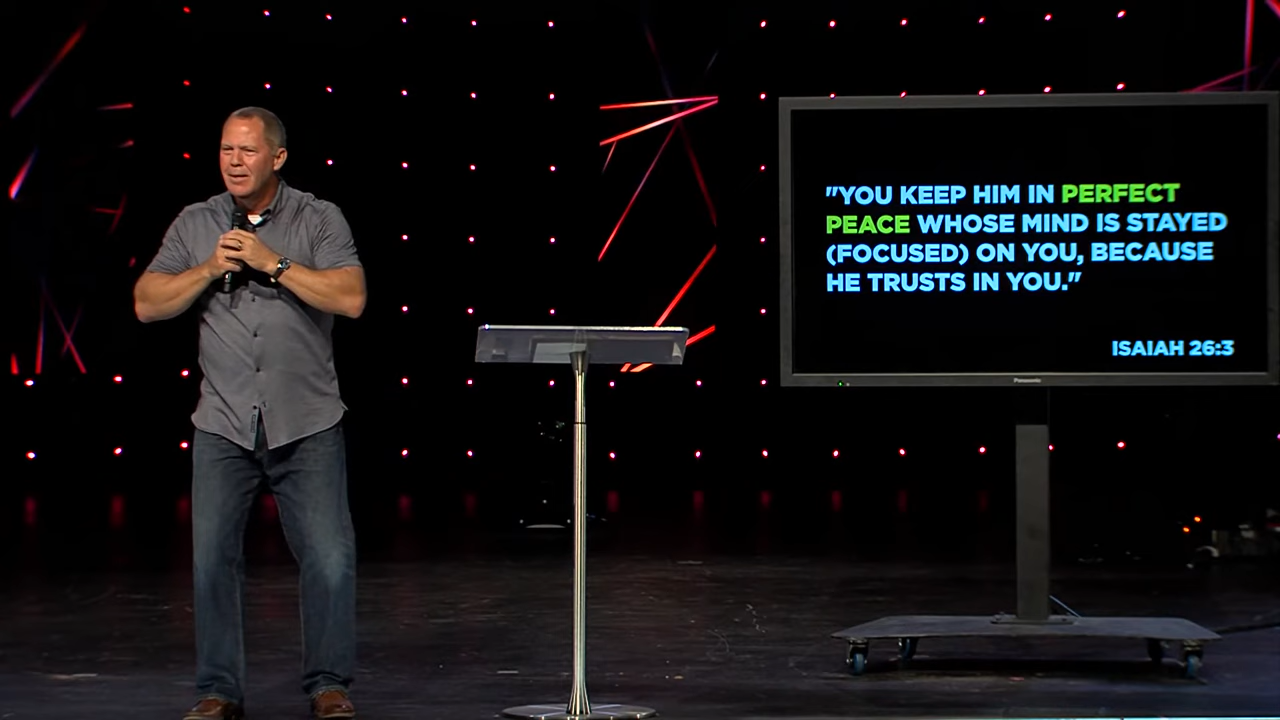 "YOU KEEP HIM IN PERFECT
PEACE WHOSE MIND IS STAYED
(FOCUSED) ON YOU, BECAUSE
HE TRUSTS IN YOU."
ISAIAH 26:3
Panasonic